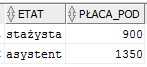 ETAT PŁACA_POD
stażysta 900
asystent 1350